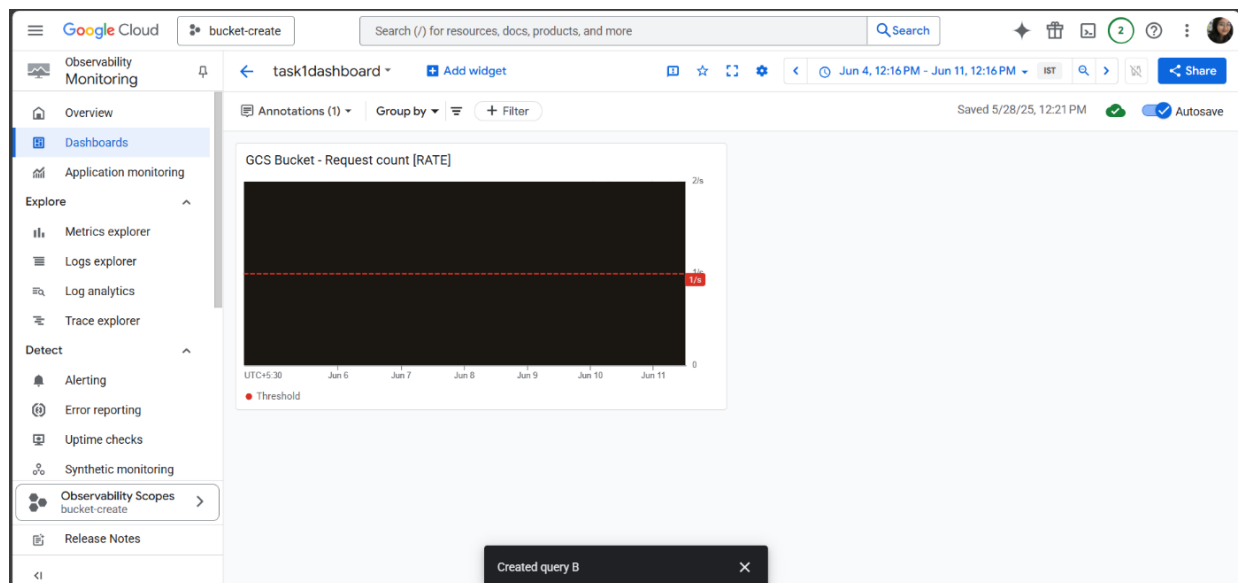 Google Cloud
bucket-create
Search (/) for resources, docs, products, and more
Search
2
Observability
Monitoring
task1dashboard
Add widget
Jun 4, 12:16 PM – Jun 11, 12:16 PM
IST
Share
Overview
Dashboards
Application monitoring
Explore
Metrics explorer
Logs explorer
Log analytics
Trace explorer
Detect
Alerting
Error reporting
Uptime checks
Synthetic monitoring
Observability Scopes
bucket-create
Release Notes
Annotations (1)
Group by
Filter
Saved 5/28/25, 12:21 PM
Autosave
GCS Bucket - Request count [RATE]
2/s
1/s
1/s
0
UTC+5:30 Jun 6 Jun 7 Jun 8 Jun 9 Jun 10 Jun 11
Threshold
Created query B